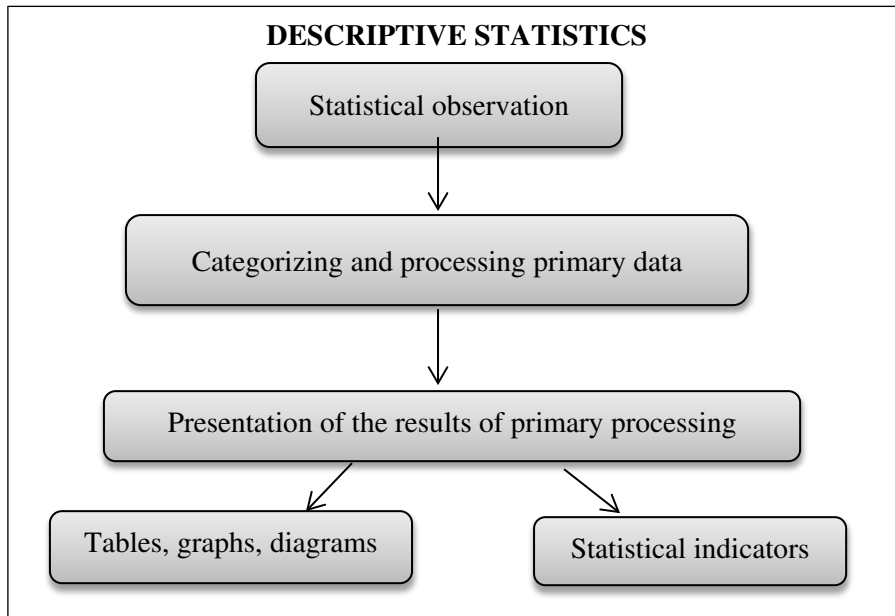 DESCRIPTIVE STATISTICS
Statistical observation
Categorizing and processing primary data
Presentation of the results of primary processing
Tables, graphs, diagrams
Statistical indicators